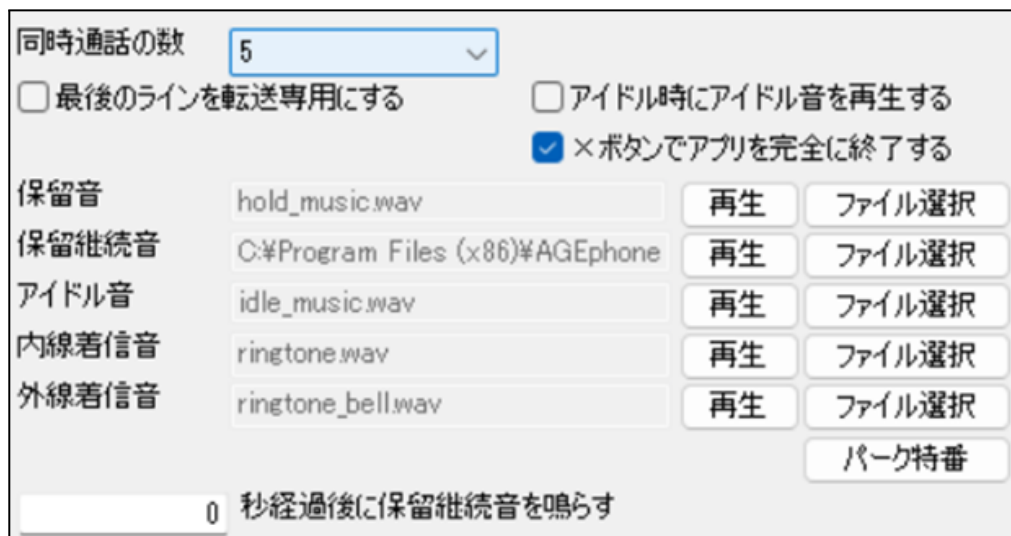 同時通話の数 5
最後のラインを転送専用にする アイドル時にアイドル音を再生する
×ボタンでアプリを完全に終了する
保留音 hold_music.wav 再生 ファイル選択
保留継続音 C:¥Program Files (x86)¥AGEphone 再生 ファイル選択
アイドル音 idle_music.wav 再生 ファイル選択
内線着信音 ringtone.wav 再生 ファイル選択
外線着信音 ringtone_bell.wav 再生 ファイル選択
パーク特番
0 秒経過後に保留継続音を鳴らす